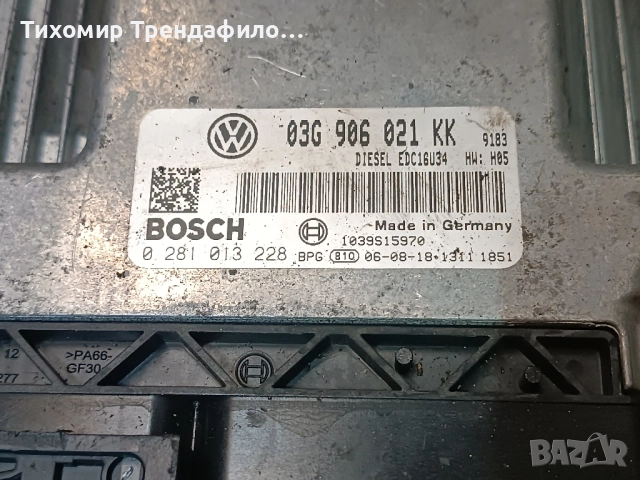 Тихомир Трендафило...
03G 906 021 KK 9183
DIESEL EDC16U34 HW: H05
BOSCH
Made in Germany
1039S15970
0 281 013 228 BPG 810 06-08-18•1311 1851
12
277
>PA66-
GF30
BAZAR